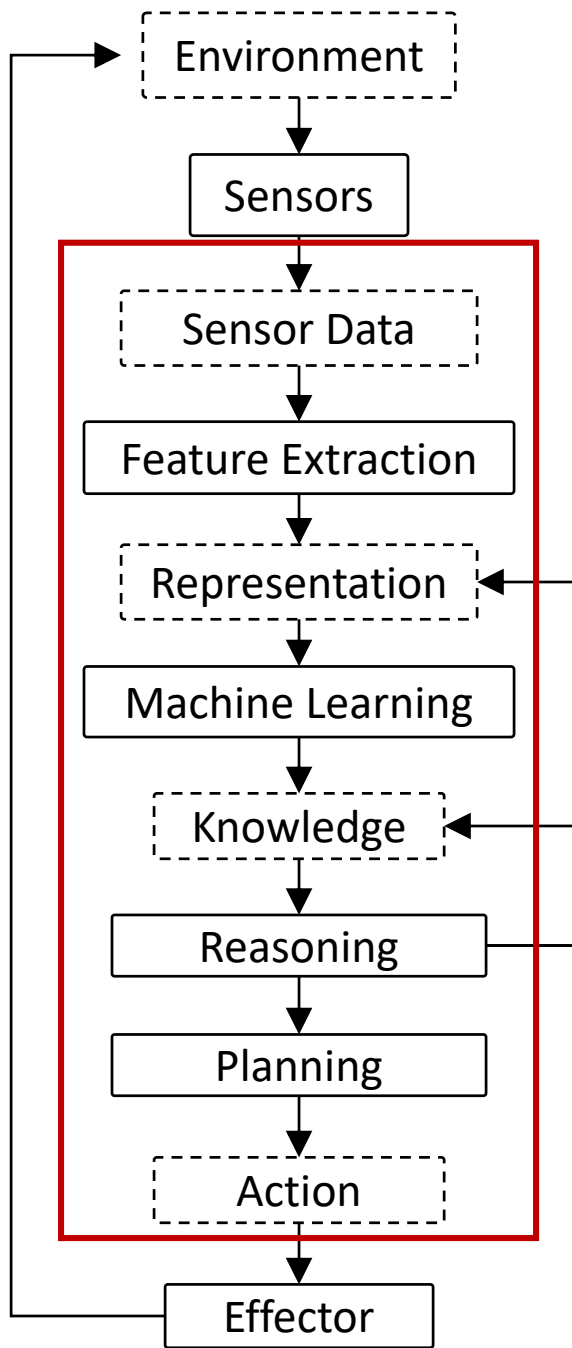 Environment
Sensors
Sensor Data
Feature Extraction
Representation
Machine Learning
Knowledge
Reasoning
Planning
Action
Effector